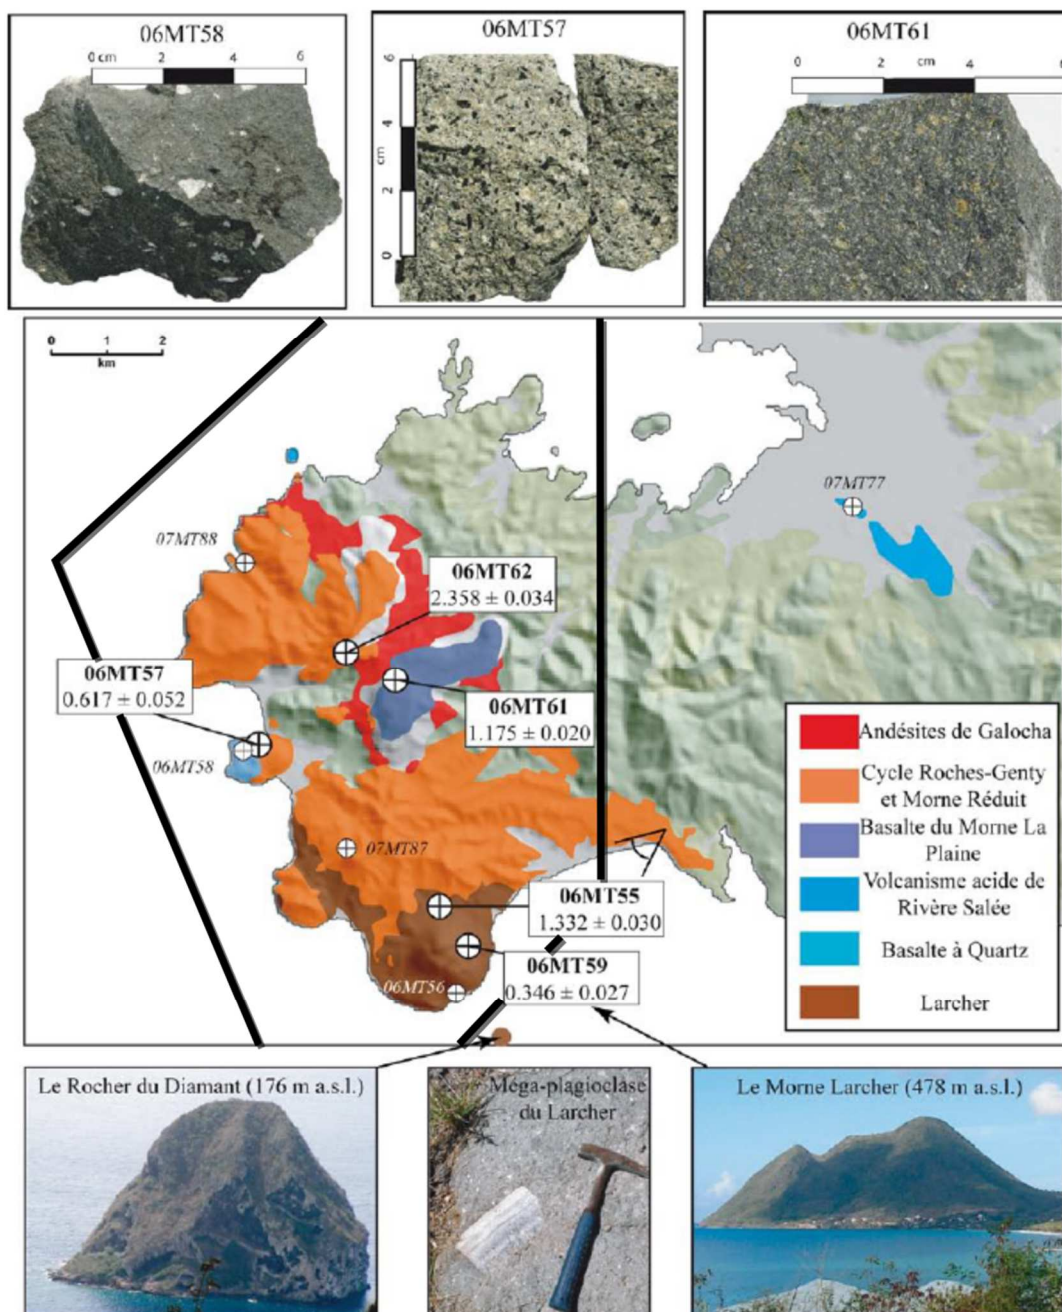 06MT58
0 cm 2 4 6
06MT57
6
4
cm
2
0
06MT61
0 2 cm 4 6
0 1 2
km
07MT77
07MT88
06MT62
2.358 ± 0.034
06MT57
0.617 ± 0.052
06MT61
1.175 ± 0.020
06MT58
07MT87
06MT55
1.332 ± 0.030
06MT59
0.346 ± 0.027
06MT56
Andésites de Galocha
Cycle Roches-Genty
et Morne Réduit
Basalte du Morne La
Plaine
Volcanisme acide de
Rivère Salée
Basalte à Quartz
Larcher
Le Rocher du Diamant (176 m a.s.l.)
Méga-plagioclase
du Larcher
Le Morne Larcher (478 m a.s.l.)